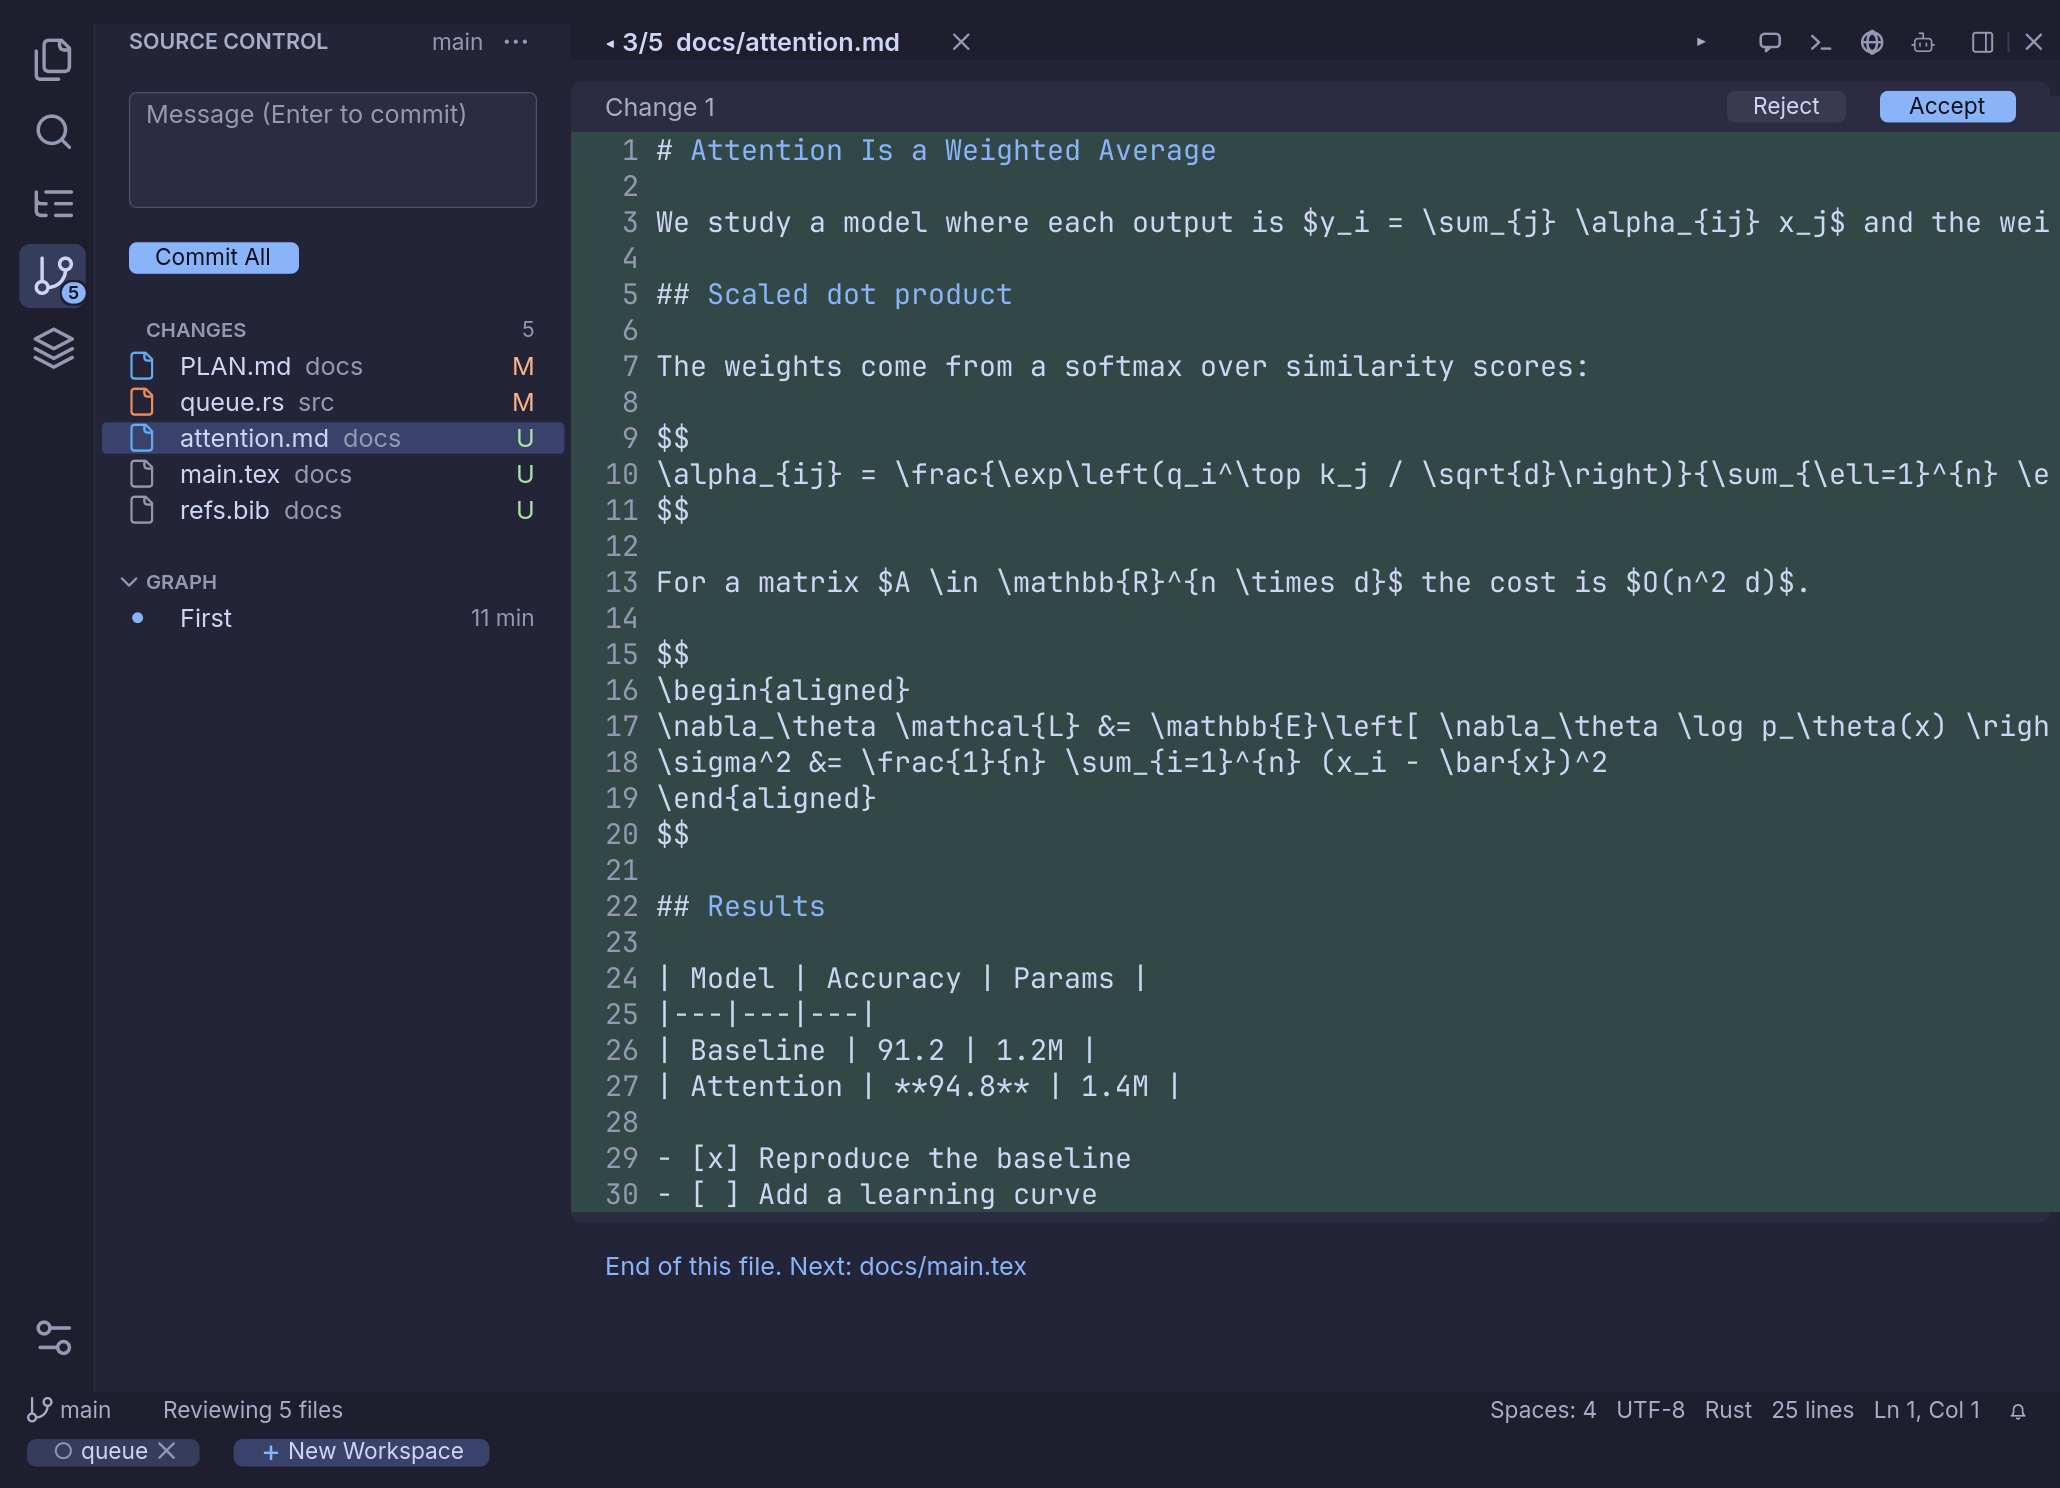 SOURCE CONTROL main ...
Message (Enter to commit)
Commit All
5
CHANGES 5
PLAN.md docs M
queue.rs src M
attention.md docs U
main.tex docs U
refs.bib docs U
GRAPH
First 11 min
3/5 docs/attention.md
Change 1 Reject Accept
1 # Attention Is a Weighted Average
2
3 We study a model where each output is $y_i = \sum_{j} \alpha_{ij} x_j$ and the wei
4
5 ## Scaled dot product
6
7 The weights come from a softmax over similarity scores:
8
9 $$
10 \alpha_{ij} = \frac{\exp\left(q_i^\top k_j / \sqrt{d}\right)}{\sum_{\ell=1}^{n} \e
11 $$
12
13 For a matrix $A \in \mathbb{R}^{n \times d}$ the cost is $O(n^2 d)$.
14
15 $$
16 \begin{aligned}
17 \nabla_\theta \mathcal{L} &= \mathbb{E}\left[ \nabla_\theta \log p_\theta(x) \righ
18 \sigma^2 &= \frac{1}{n} \sum_{i=1}^{n} (x_i - \bar{x})^2
19 \end{aligned}
20 $$
21
22 ## Results
23
24 | Model | Accuracy | Params |
25 |---|---|---|
26 | Baseline | 91.2 | 1.2M |
27 | Attention | **94.8** | 1.4M |
28
29 - [x] Reproduce the baseline
30 - [ ] Add a learning curve
End of this file. Next: docs/main.tex
main Reviewing 5 files Spaces: 4 UTF-8 Rust 25 lines Ln 1, Col 1
queue + New Workspace